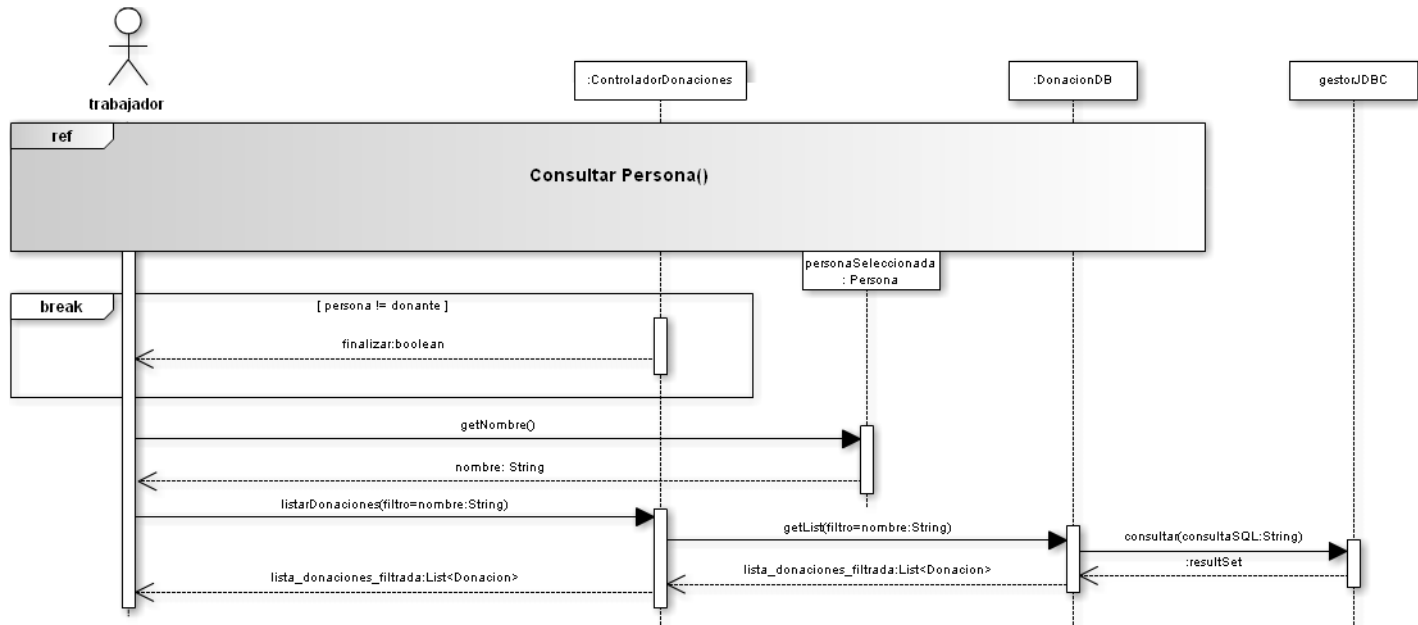 trabajador
:ControladorDonaciones
:DonacionDB
gestorJDBC
ref
Consultar Persona()
personaSeleccionada
: Persona
break
[ persona != donante ]
finalizar:boolean
getNombre()
nombre: String
listarDonaciones(filtro=nombre:String)
getList(filtro=nombre:String)
consultar(consultaSQL:String)
:resultSet
lista_donaciones_filtrada:List<Donacion>
lista_donaciones_filtrada:List<Donacion>